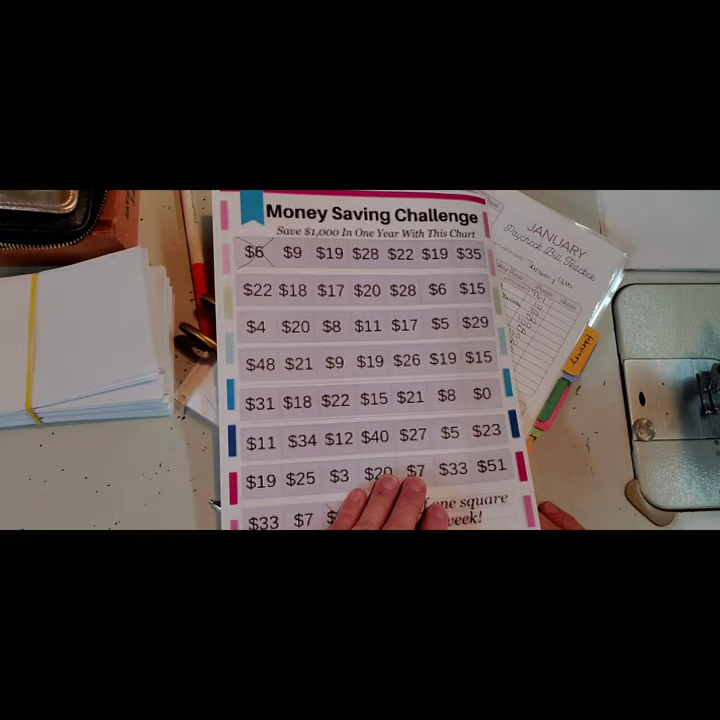 Money Saving Challenge
Save $1,000 In One Year With This Chart
$6 $9 $19 $28 $22 $19 $35
$22 $18 $17 $20 $28 $6 $15
$4 $20 $8 $11 $17 $5 $29
$48 $21 $9 $19 $26 $19 $15
$31 $18 $22 $15 $21 $8 $0
$11 $34 $12 $40 $27 $5 $23
$19 $25 $3 $20 $7 $33 $51
$33 $7
one square
week!
JANUARY
Paycheck Bill Tracker
January 9th